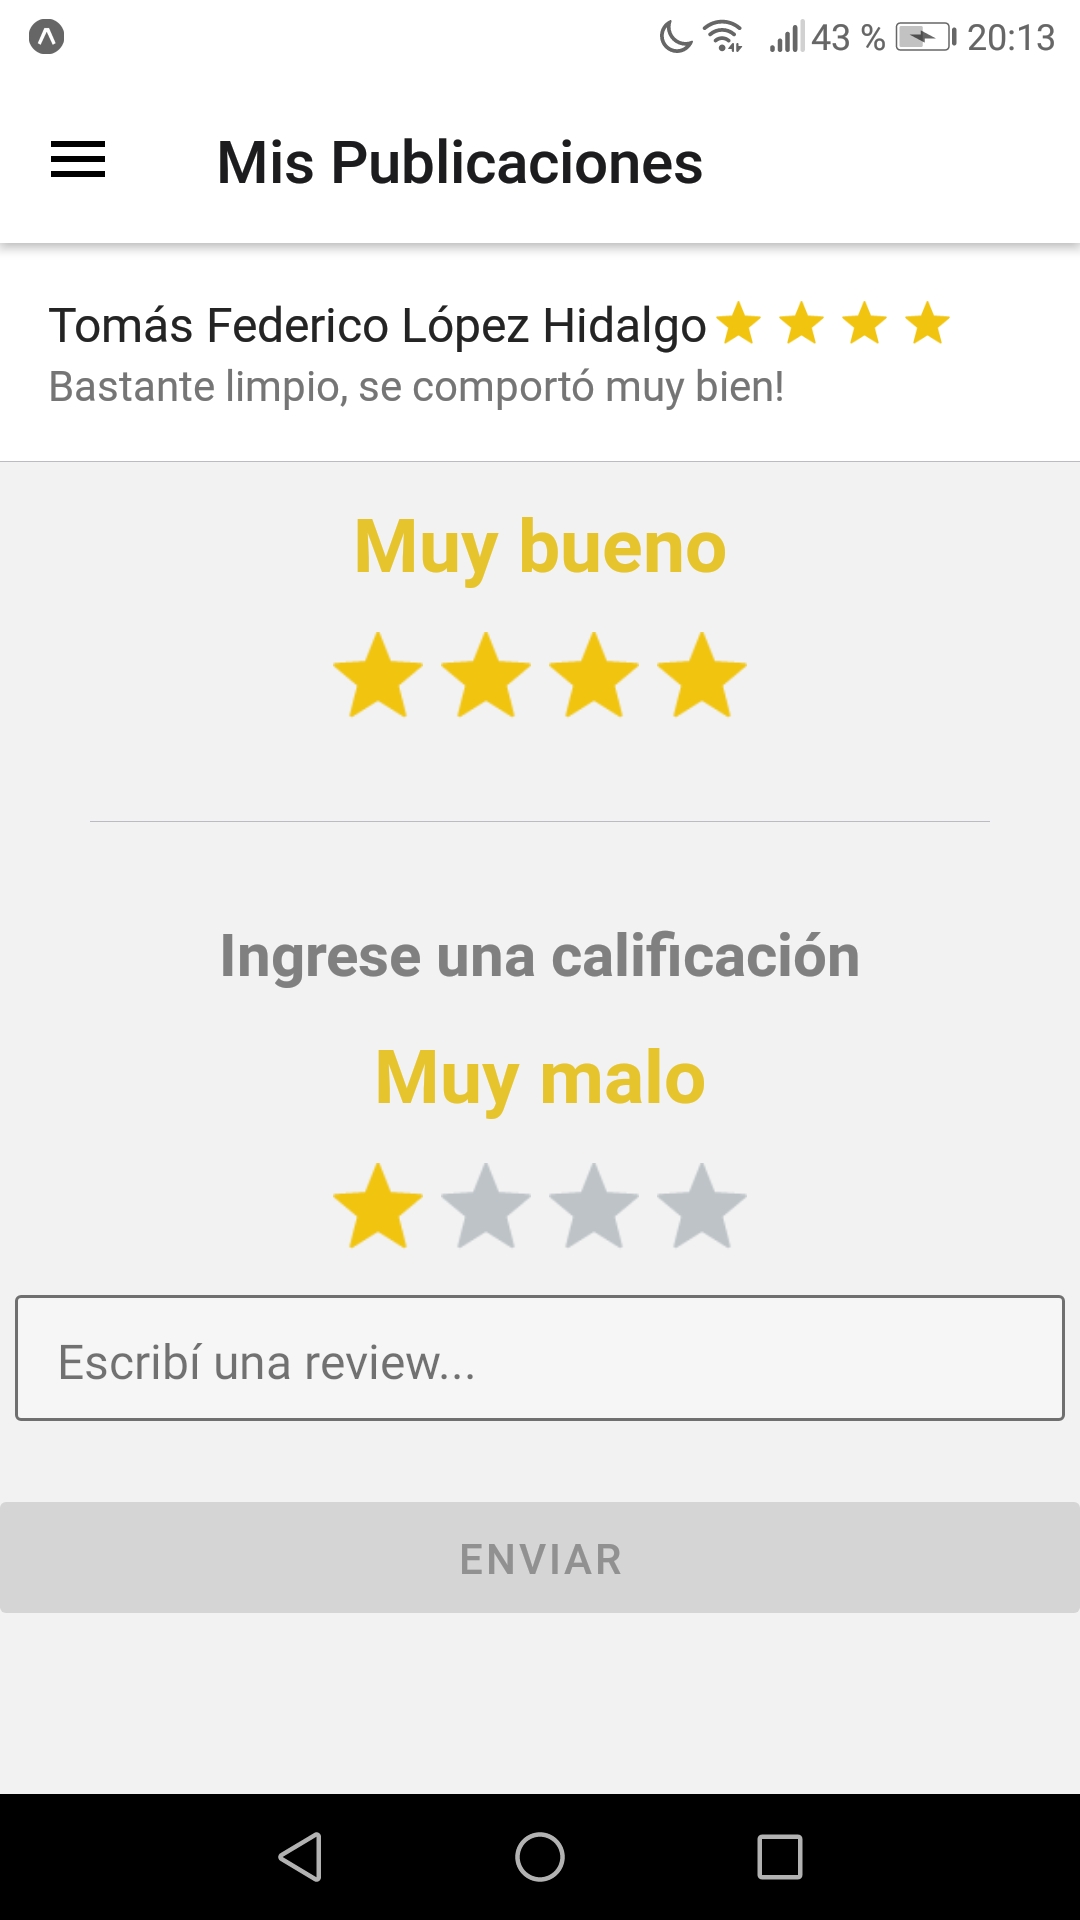 43 % 20:13
Mis Publicaciones
Tomás Federico López Hidalgo
Bastante limpio, se comportó muy bien!
Muy bueno
Ingrese una calificación
Muy malo
Escribí una review...
ENVIAR